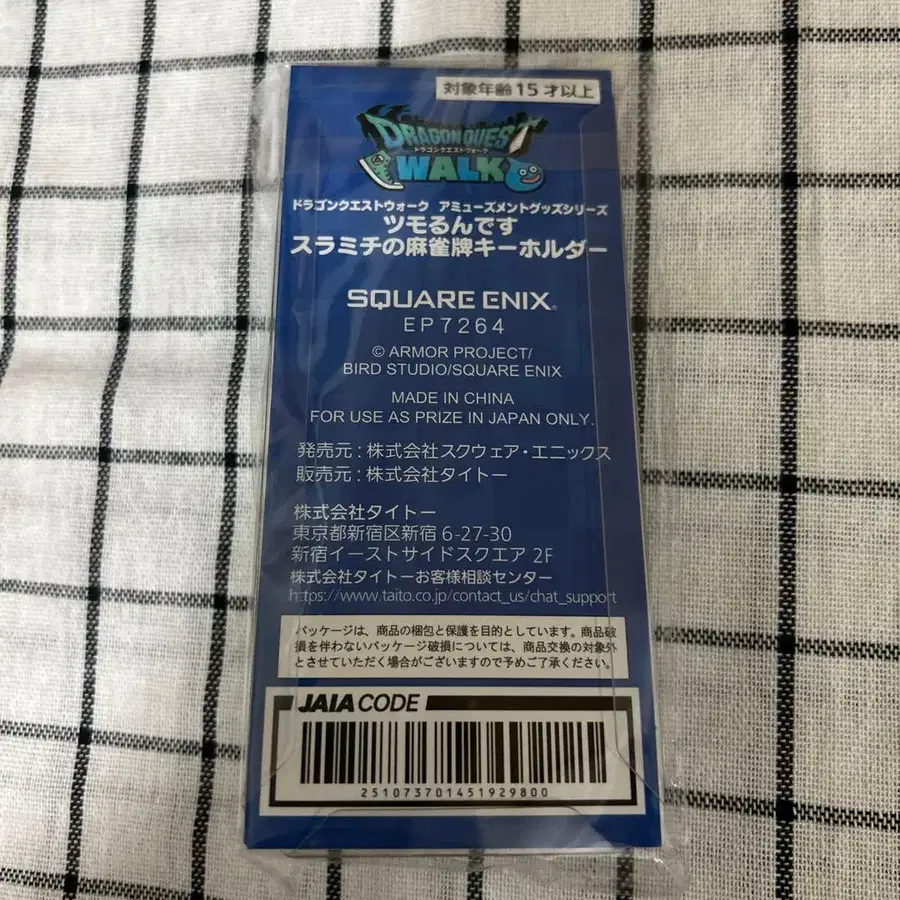 対象年齢15才以上
DRAGON QUEST
ドラゴンクエストウォーク
WALK
ドラゴンクエストウォーク アミューズメントグッズシリーズ
ツモるんです
スラミチの麻雀牌キーホルダー
SQUARE ENIX®
EP7264
© ARMOR PROJECT/
BIRD STUDIO/SQUARE ENIX
MADE IN CHINA
FOR USE AS PRIZE IN JAPAN ONLY.
発売元:株式会社スクウェア・エニックス
販売元:株式会社タイトー
株式会社タイトー
東京都新宿区新宿 6-27-30
新宿イーストサイドスクエア 2F
株式会社タイトーお客様相談センター
https://www.taito.co.jp/contact_us/chat_support
パッケージは、商品の梱包と保護を目的としています。商品破
損を伴わないパッケージ破損については、商品交換の対象外
とさせていただく場合がございますので予めご了承ください。
JAIA CODE
251073701451929800